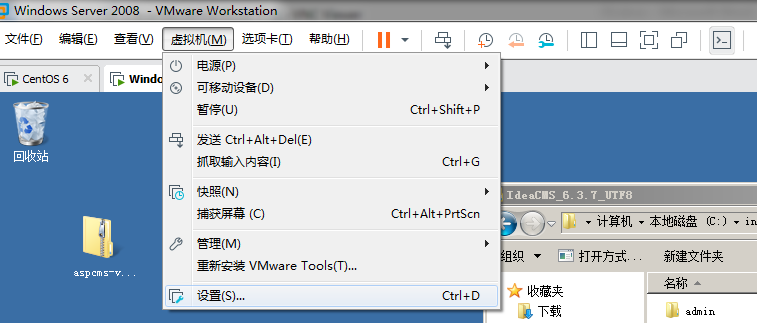 Windows Server 2008 - VMware Workstation
文件(F) 编辑(E) 查看(V) 虚拟机(M) 选项卡(T) 帮助(H)
CentOS 6 × Windo
回收站
aspcms-v...
电源(P)
可移动设备(D)
暂停(U) Ctrl+Shift+P
发送 Ctrl+Alt+Del(E)
抓取输入内容(I) Ctrl+G
快照(N)
捕获屏幕 (C) Ctrl+Alt+PrtScn
管理(M)
重新安装 VMware Tools(T)...
设置(S)... Ctrl+D
IdeaCMS_6.3.7_UTF8
计算机 本地磁盘 (C:) in
组织 打开方式... 新建文件夹
收藏夹
下载
名称
admin